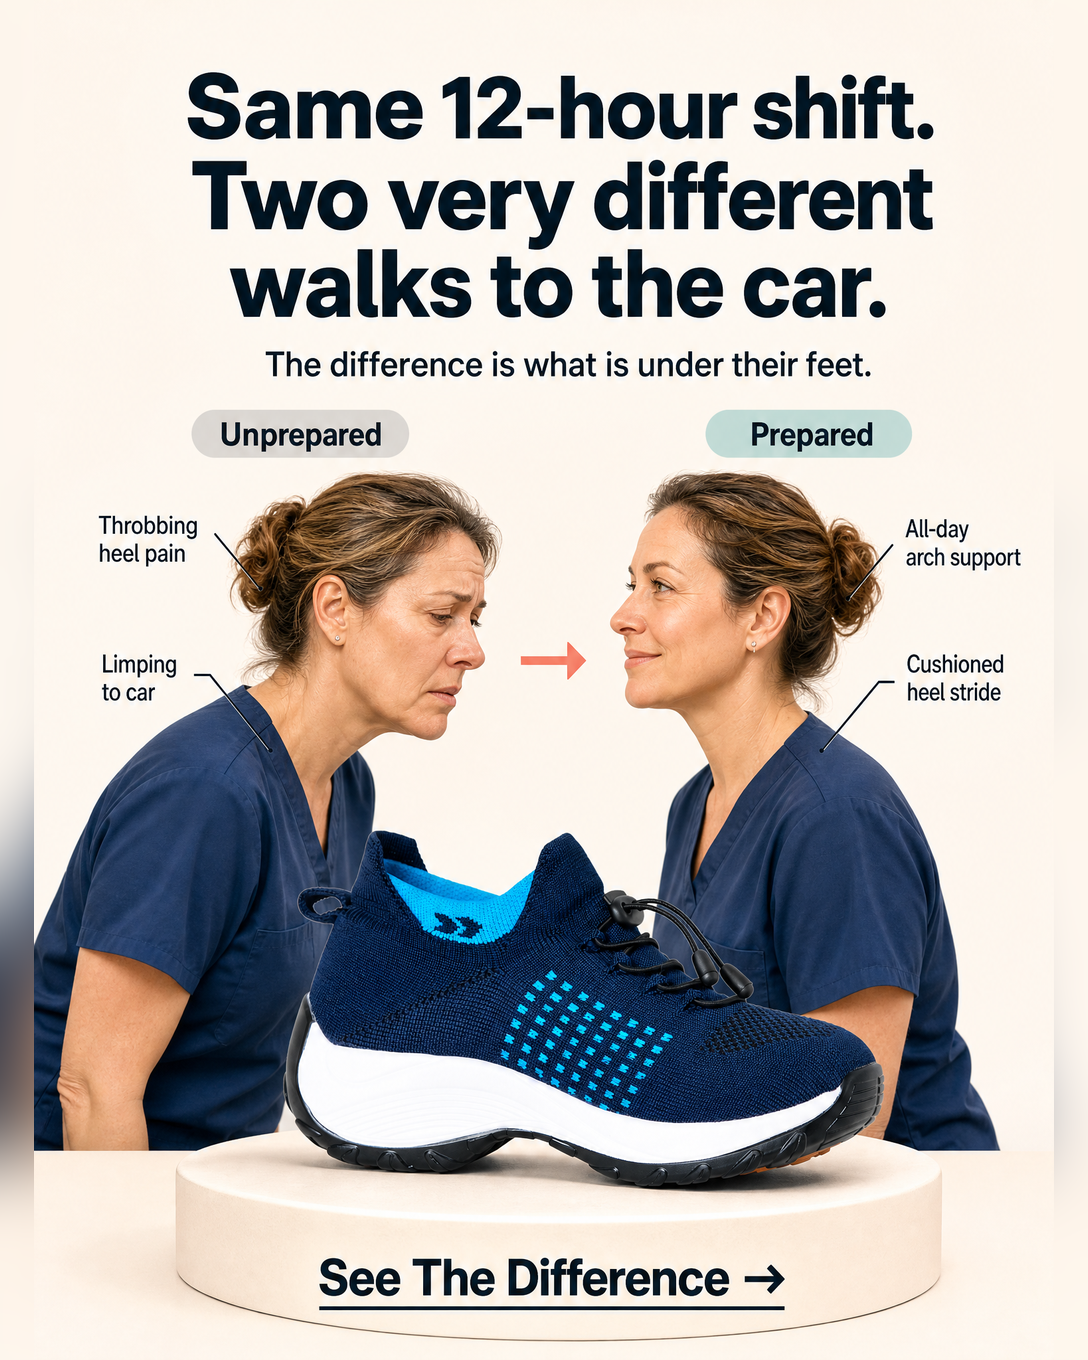 Same 12-hour shift.
Two very different
walks to the car.
The difference is what is under their feet.
Unprepared
Prepared
Throbbing
heel pain
All-day
arch support
Limping
to car
Cushioned
heel stride
See The Difference →